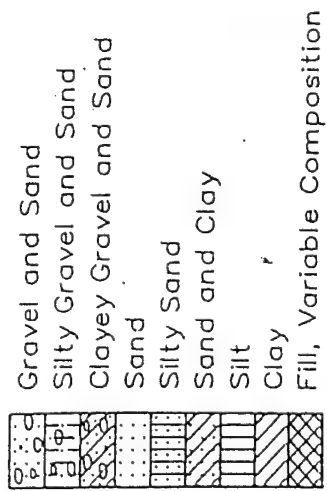 Gravel and Sand
Silty Gravel and Sand
Clayey Gravel and Sand
Sand
Silty Sand
Sand and Clay
Silt
Clay
Fill, Variable Composition